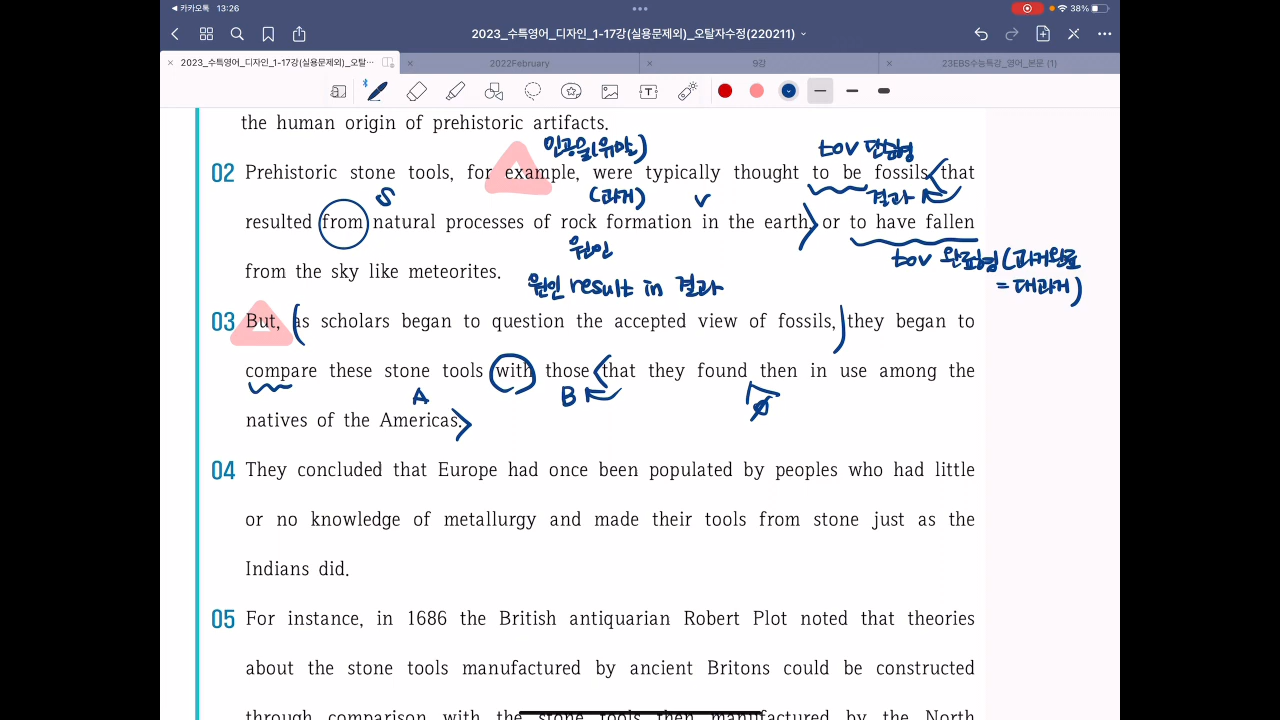 ◀ 카카오톡 13:26
38%
2023_수특영어_디자인_1-17강(실용문제외)_오탈자수정(220211)
× 2023_수특영어_디자인_1-17강(실용문제외)_오탈…
× 2022February
× 9강
× 23EBS수능특강_영어_본문 (1)
the human origin of prehistoric artifacts.
인공을(유물)
to v 단순형
02 Prehistoric stone tools, for example, were typically thought to be fossils that
S
(과거)
v
결과
resulted from natural processes of rock formation in the earth, or to have fallen
원인
to v 완료형(과거완료
from the sky like meteorites.
원인 result in 결과
= 대과거)
03 But, as scholars began to question the accepted view of fossils, they began to
compare these stone tools with those that they found then in use among the
A
B
natives of the Americas.
04 They concluded that Europe had once been populated by peoples who had little
or no knowledge of metallurgy and made their tools from stone just as the
Indians did.
05 For instance, in 1686 the British antiquarian Robert Plot noted that theories
about the stone tools manufactured by ancient Britons could be constructed
through comparison with the stone tools then manufactured by the North